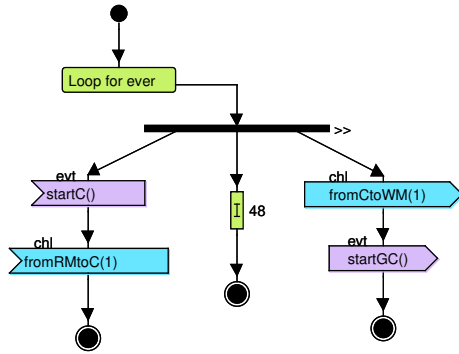 Loop for ever
>>
evt
startC()
chl
fromRMtoC(1)
I 48
chl
fromCtoWM(1)
evt
startGC()